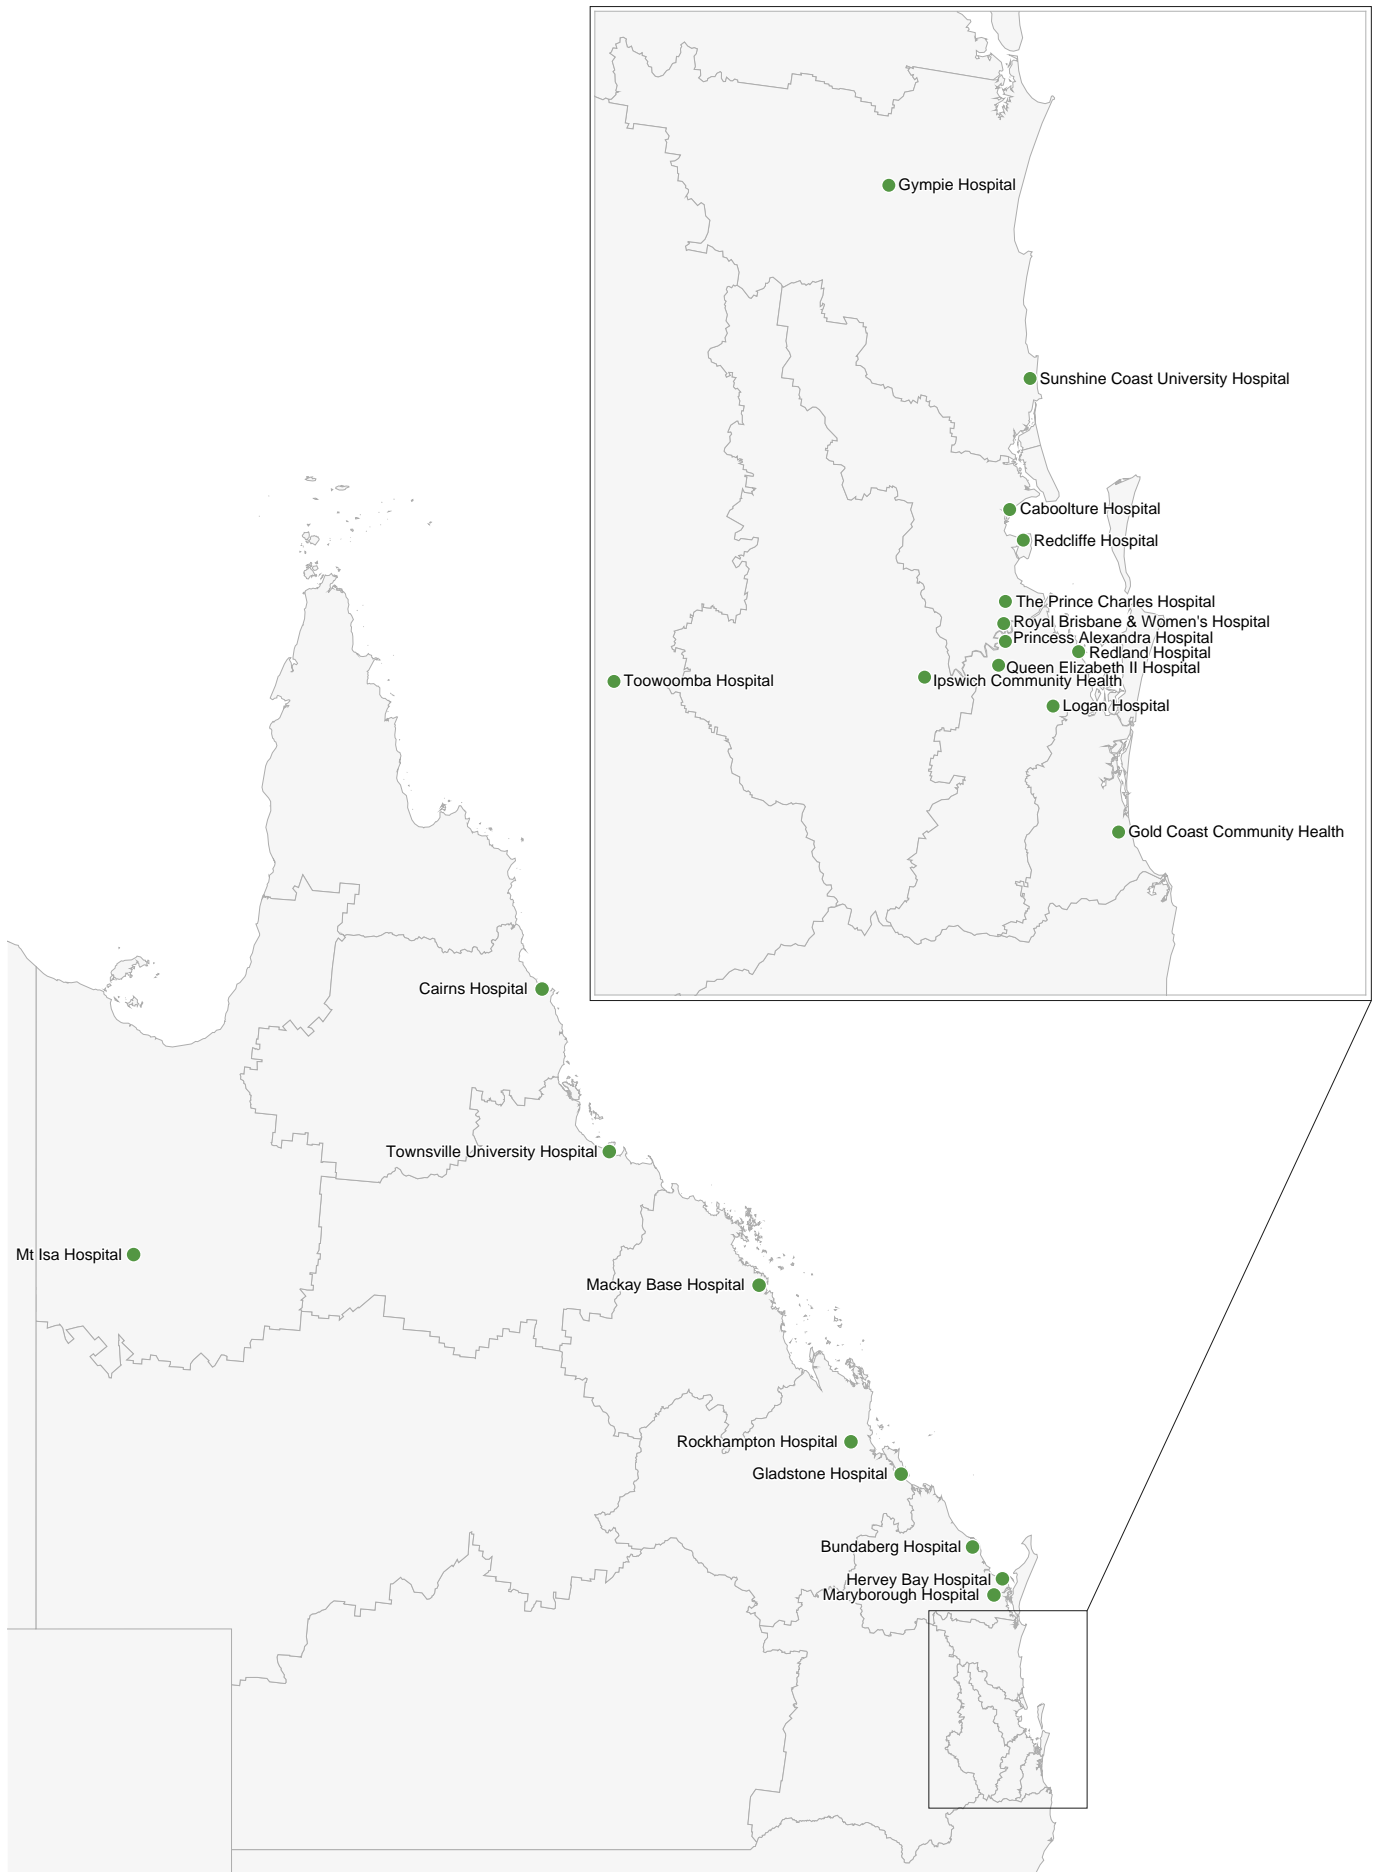 Gympie Hospital
Sunshine Coast University Hospital
Caboolture Hospital
Redcliffe Hospital
The Prince Charles Hospital
Royal Brisbane & Women's Hospital
Princess Alexandra Hospital
Redland Hospital
Queen Elizabeth II Hospital
Toowoomba Hospital
Ipswich Community Health
Logan Hospital
Gold Coast Community Health
Cairns Hospital
Townsville University Hospital
Mt Isa Hospital
Mackay Base Hospital
Rockhampton Hospital
Gladstone Hospital
Bundaberg Hospital
Hervey Bay Hospital
Maryborough Hospital